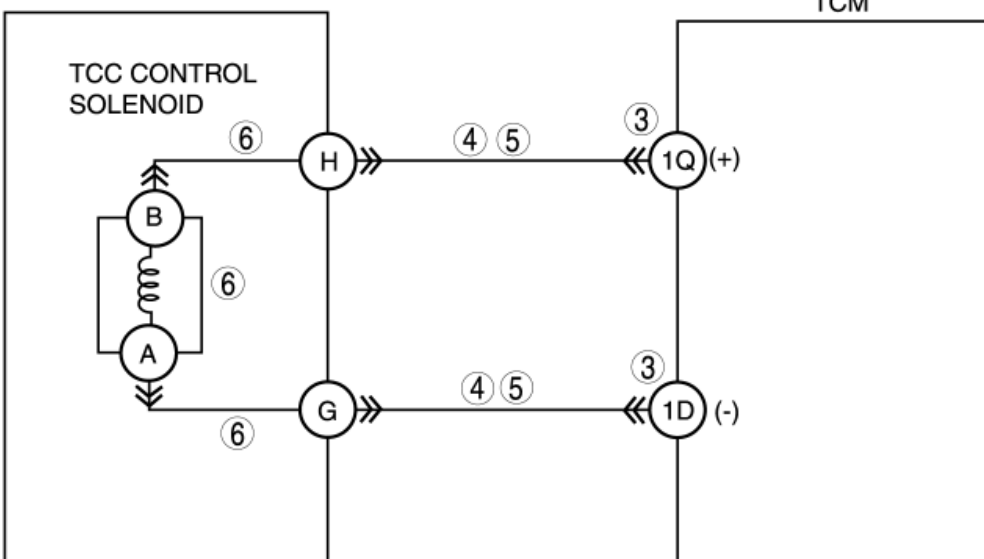 TCM
TCC CONTROL
SOLENOID
⑥ H ④ ⑤ ③ 1Q (+)
B
⑥
A
⑥ G ④ ⑤ ③ 1D (-)